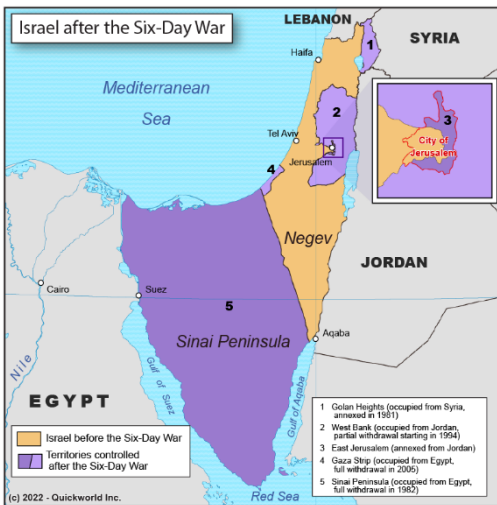 Israel after the Six-Day War
LEBANON
SYRIA
1
Haifa
Mediterranean
Sea
2
3
City of
Jerusalem
Tel Aviv
Jerusalem
4
Negev
JORDAN
Cairo
Suez
5
Sinai Peninsula
Aqaba
Nile
Gulf of Suez
Gulf of Aqaba
EGYPT
Israel before the Six-Day War
Territories controlled
after the Six-Day War
1 Golan Heights (occupied from Syria,
annexed in 1981)
2 West Bank (occupied from Jordan,
partial withdrawal starting in 1994)
3 East Jerusalem (annexed from Jordan)
4 Gaza Strip (occupied from Egypt,
full withdrawal in 2005)
5 Sinai Peninsula (occupied from Egypt,
full withdrawal in 1982)
Red Sea
(c) 2022 - Quickworld Inc.